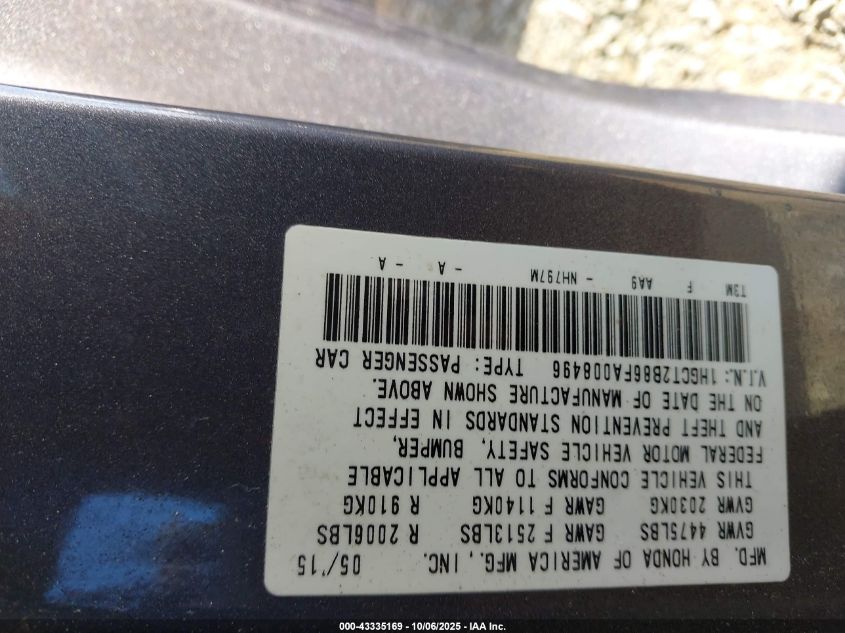 MFD. BY HONDA OF AMERICA MFG., INC. 05/'15
GVWR 4475LBS GAWR F 2513LBS R 2006LBS
GVWR 2030KG GAWR F 1140KG R 910KG
THIS VEHICLE CONFORMS TO ALL APPLICABLE
FEDERAL MOTOR VEHICLE SAFETY, BUMPER,
AND THEFT PREVENTION STANDARDS IN EFFECT
ON THE DATE OF MANUFACTURE SHOWN ABOVE.
V.I.N.: 1HGCT2B86FA008496 TYPE: PASSENGER CAR
T3M F AA9 - NH797M - A - A
000-43335169 - 10/06/2025 - IAA Inc.